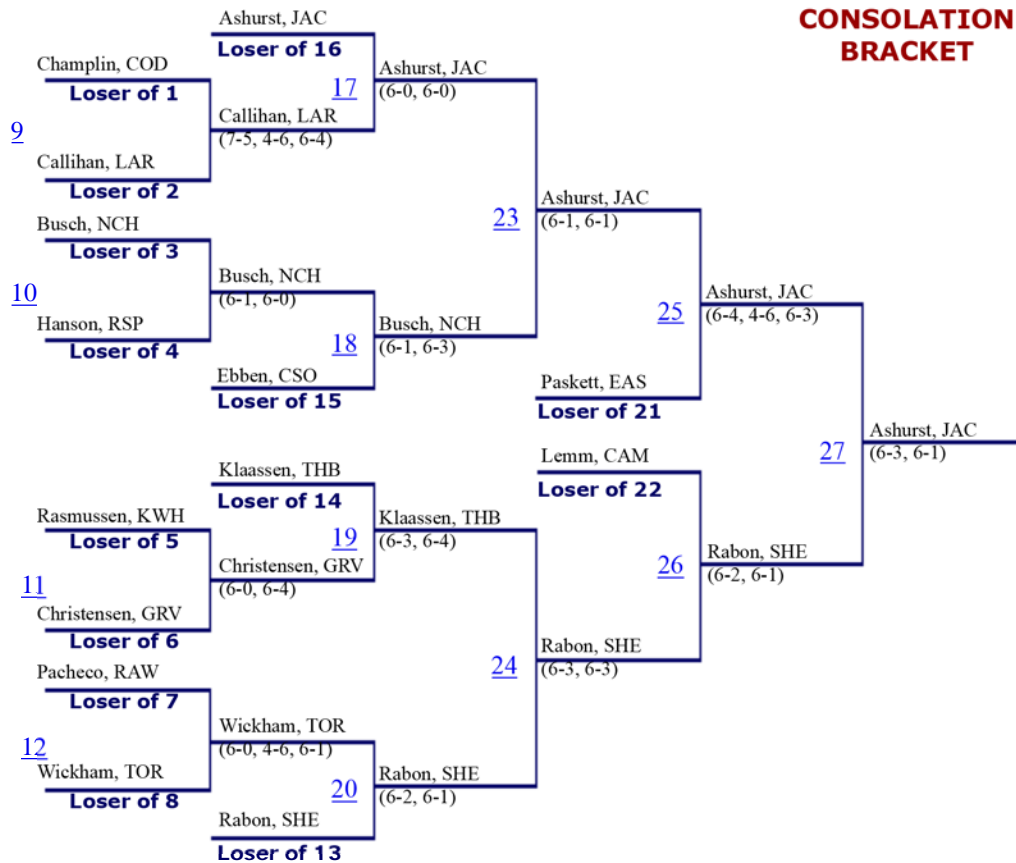 CONSOLATION
BRACKET
Ashurst, JAC
Loser of 16
Champlin, COD
Loser of 1
17
Ashurst, JAC
(6-0, 6-0)
9
Callihan, LAR
(7-5, 4-6, 6-4)
Callihan, LAR
Loser of 2
23
Ashurst, JAC
(6-1, 6-1)
Busch, NCH
Loser of 3
10
Busch, NCH
(6-1, 6-0)
Hanson, RSP
Loser of 4
18
Busch, NCH
(6-1, 6-3)
Ebben, CSO
Loser of 15
25
Ashurst, JAC
(6-4, 4-6, 6-3)
Paskett, EAS
Loser of 21
27
Ashurst, JAC
(6-3, 6-1)
Klaassen, THB
Loser of 14
Lemm, CAM
Loser of 22
Rasmussen, KWH
Loser of 5
19
Klaassen, THB
(6-3, 6-4)
11
Christensen, GRV
(6-0, 6-4)
26
Rabon, SHE
(6-2, 6-1)
Christensen, GRV
Loser of 6
24
Rabon, SHE
(6-3, 6-3)
Pacheco, RAW
Loser of 7
12
Wickham, TOR
(6-0, 4-6, 6-1)
Wickham, TOR
Loser of 8
20
Rabon, SHE
(6-2, 6-1)
Rabon, SHE
Loser of 13